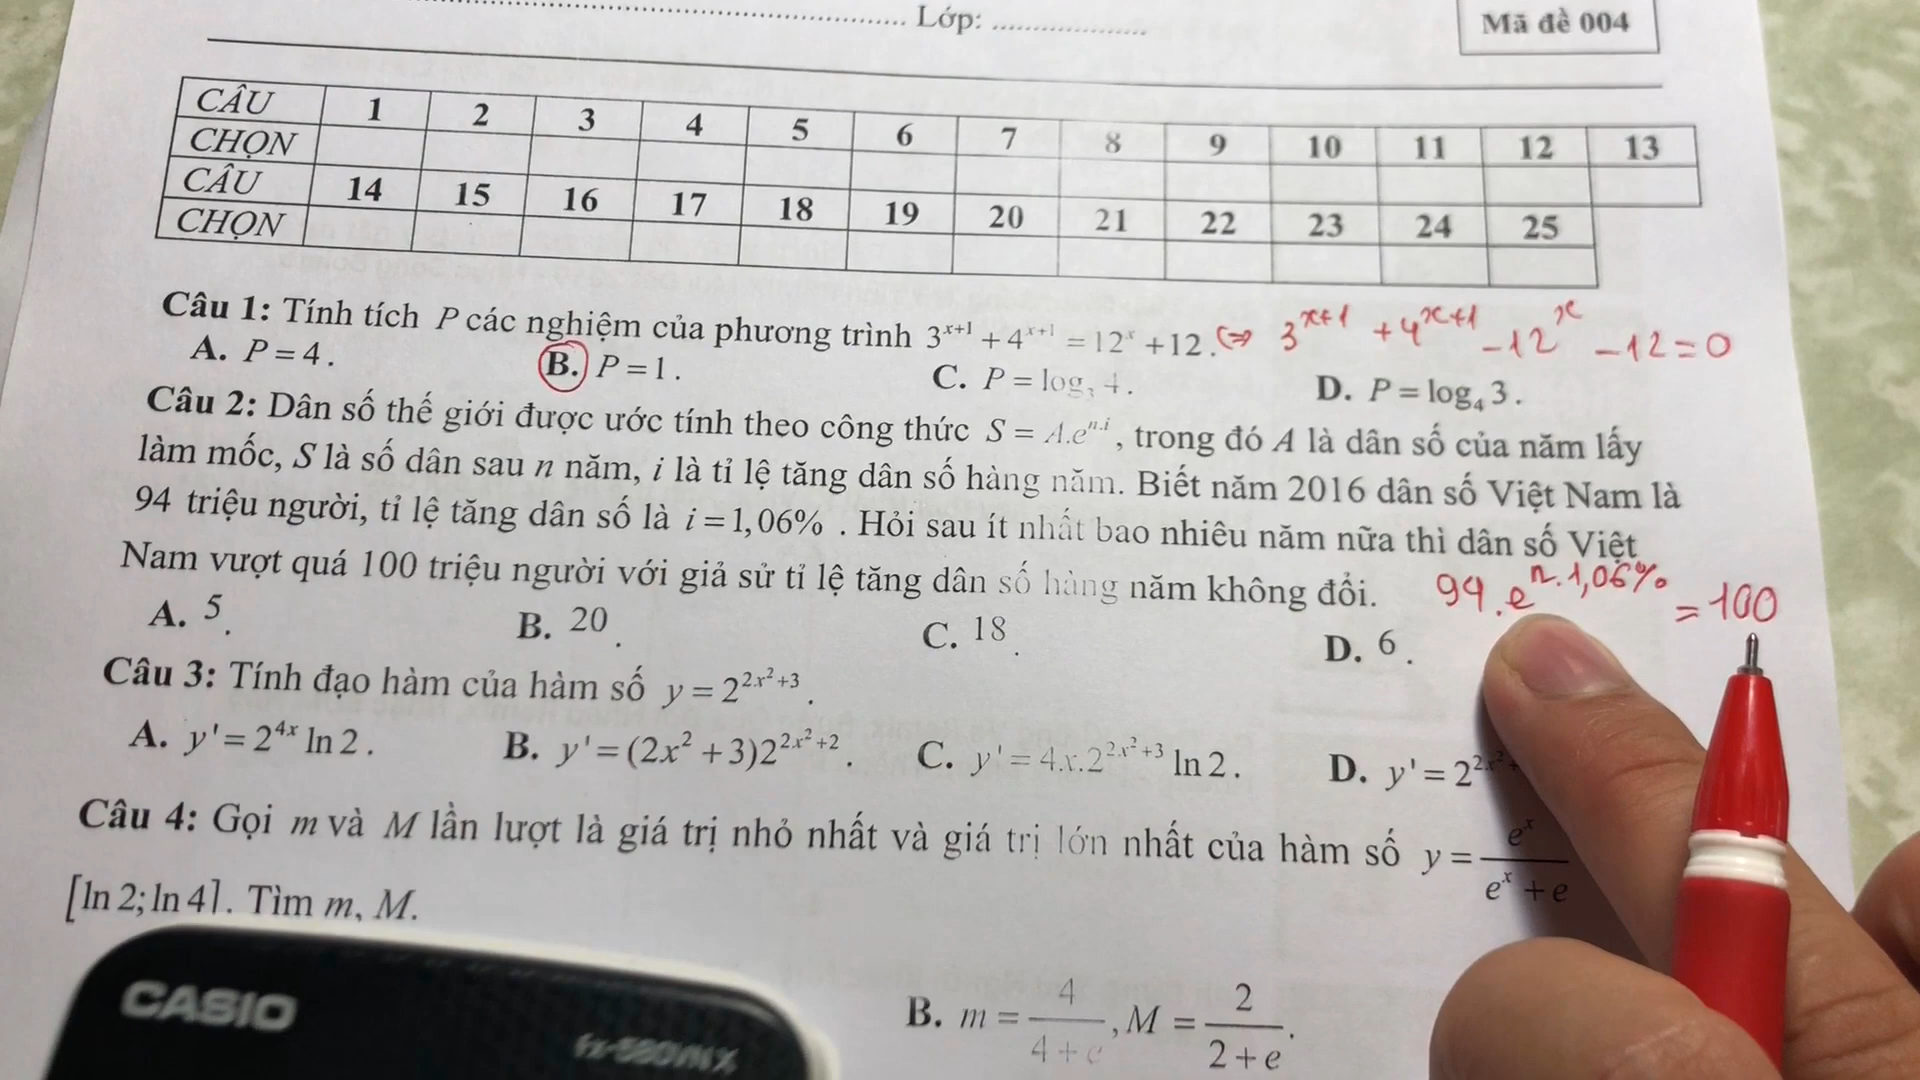 Lớp: ....................
Mã đề 004
CÂU 1 2 3 4 5 6 7 8 9 10 11 12 13
CHỌN
CÂU 14 15 16 17 18 19 20 21 22 23 24 25
CHỌN
Câu 1: Tính tích P các nghiệm của phương trình 3^{x+1} + 4^{x+1} = 12^x + 12. ⇔ 3^{x+1} + 4^{x+1} - 12^x - 12 = 0
A. P = 4. B. P = 1. C. P = log₃ 4. D. P = log₄ 3.
Câu 2: Dân số thế giới được ước tính theo công thức S = A.e^{n.i}, trong đó A là dân số của năm lấy
làm mốc, S là số dân sau n năm, i là tỉ lệ tăng dân số hàng năm. Biết năm 2016 dân số Việt Nam là
94 triệu người, tỉ lệ tăng dân số là i = 1,06% . Hỏi sau ít nhất bao nhiêu năm nữa thì dân số Việt
Nam vượt quá 100 triệu người với giả sử tỉ lệ tăng dân số hàng năm không đổi. 94.e^{n.1,06%} = 100
A. 5. B. 20. C. 18. D. 6.
Câu 3: Tính đạo hàm của hàm số y = 2^{2x²+3}.
A. y' = 2^{4x} ln 2. B. y' = (2x² + 3)2^{2x²+2}. C. y' = 4x.2^{2x²+3} ln 2. D. y' = 2^{2x²+
Câu 4: Gọi m và M lần lượt là giá trị nhỏ nhất và giá trị lớn nhất của hàm số y = e^x/(e^x + e)
[ln 2; ln 4]. Tìm m, M.
B. m = 4/(4 + e), M = 2/(2 + e).
CASIO
fx-580VNX